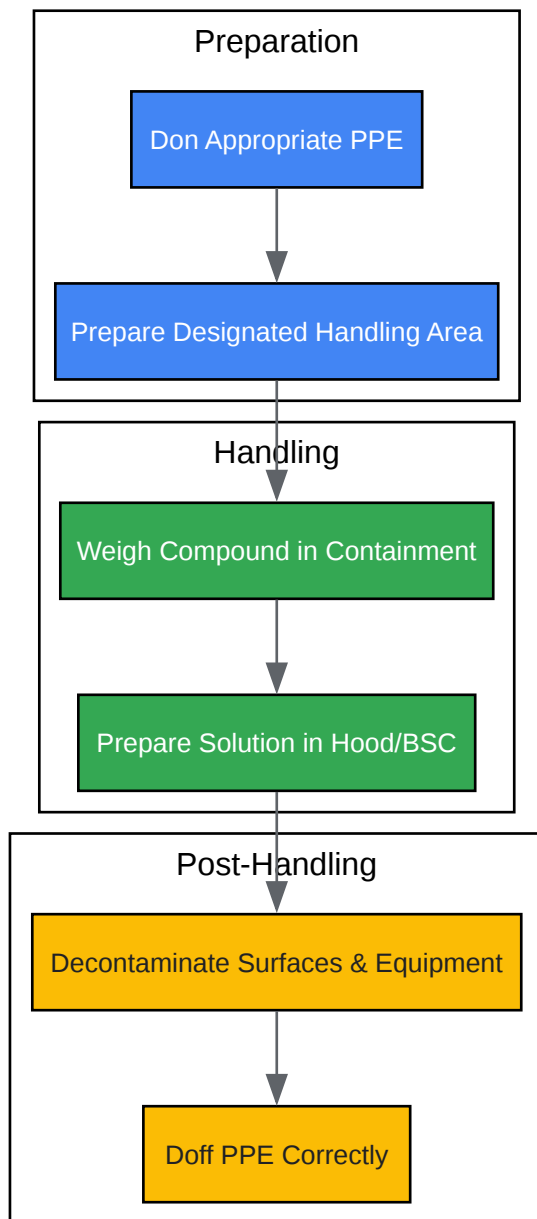 Preparation
Don Appropriate PPE
Prepare Designated Handling Area
Handling
Weigh Compound in Containment
Prepare Solution in Hood/BSC
Post-Handling
Decontaminate Surfaces & Equipment
Doff PPE Correctly